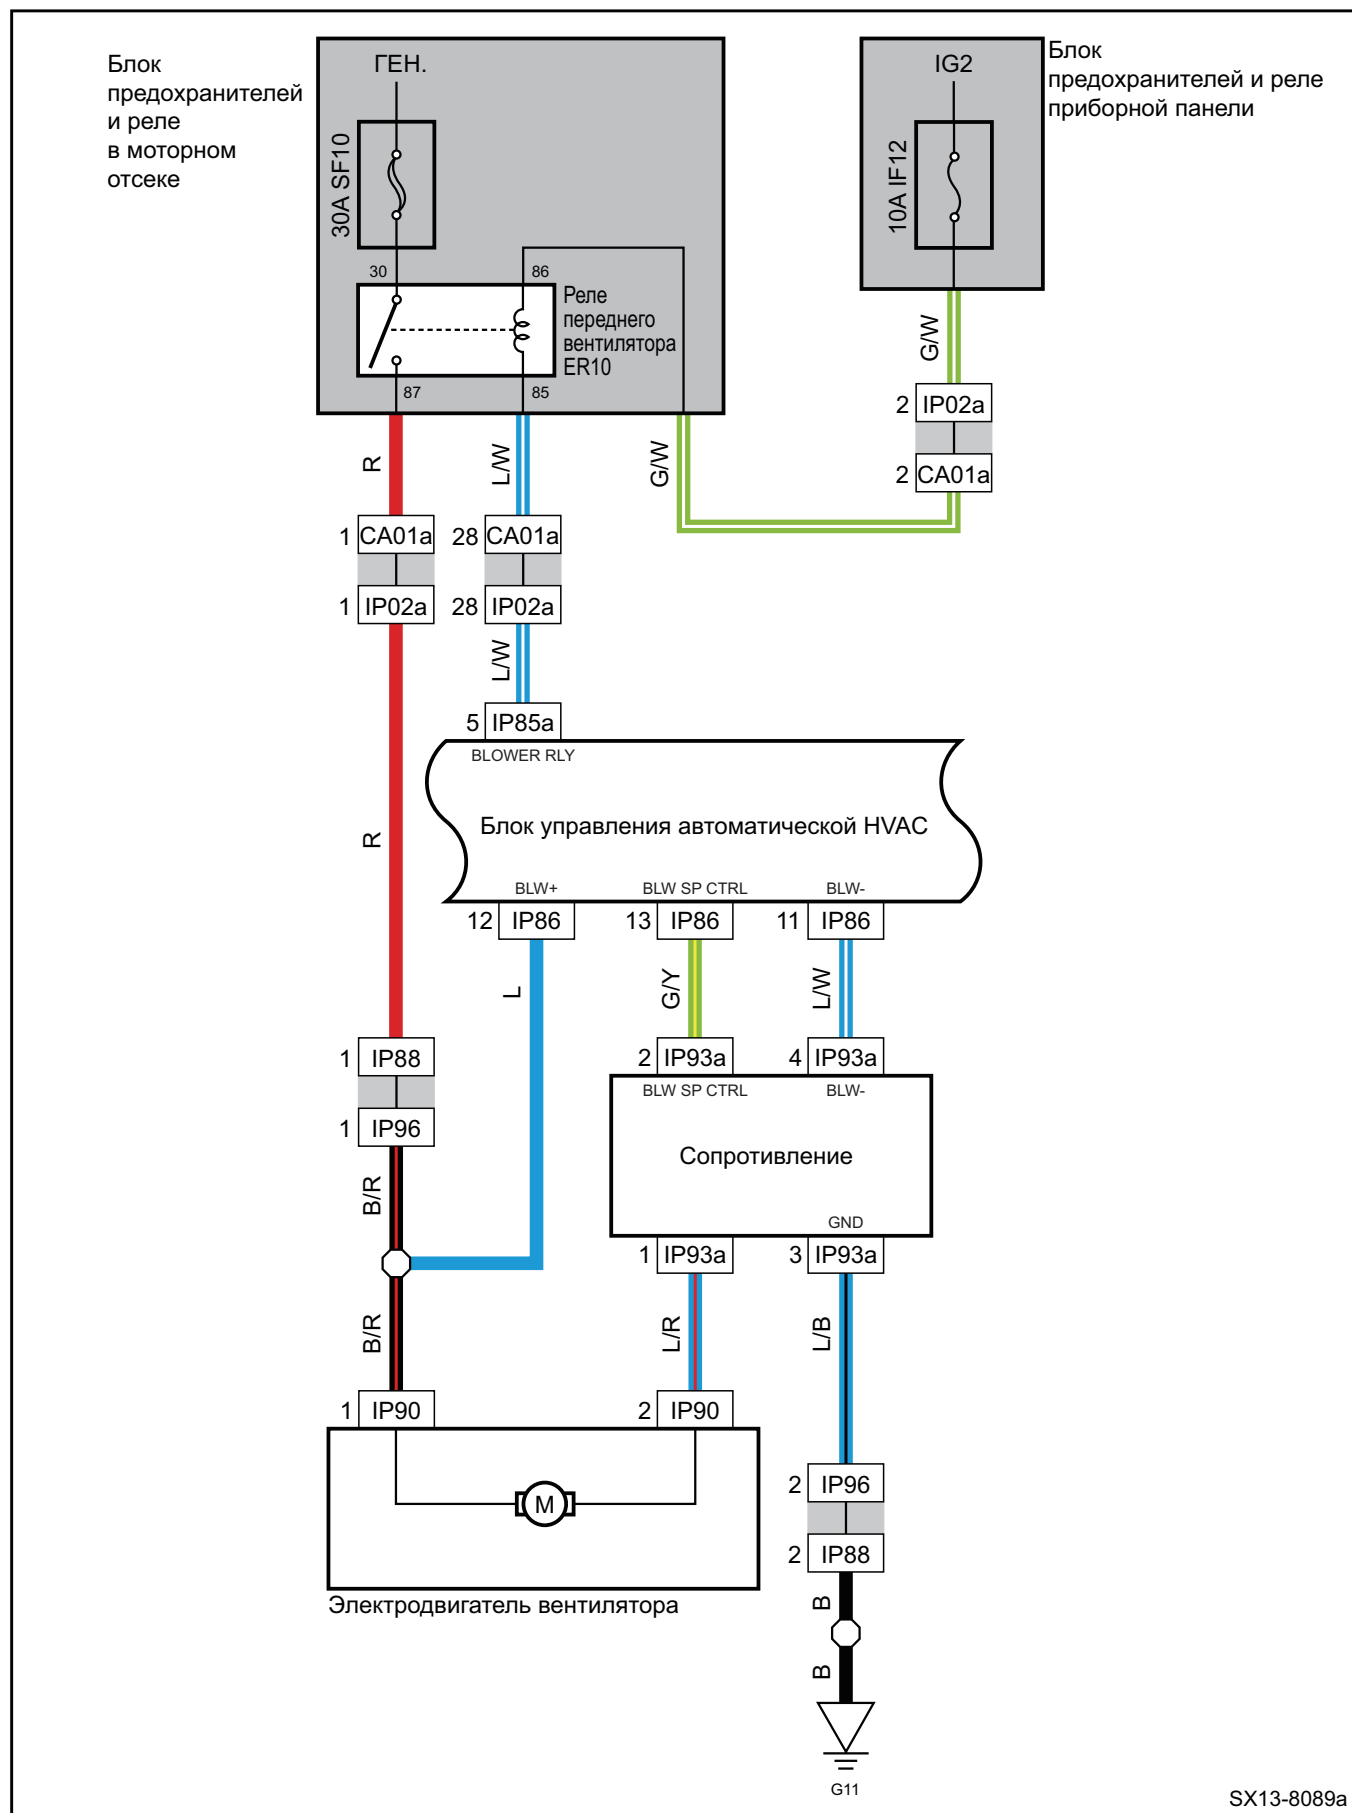 Блок
предохранителей
и реле
в моторном
отсеке
ГЕН.
30A SF10
30
86
Реле
переднего
вентилятора
ER10
87
85
IG2
10A IF12
Блок
предохранителей и реле
приборной панели
G/W
2 IP02a
2 CA01a
R
L/W
G/W
1 CA01a
28 CA01a
1 IP02a
28 IP02a
L/W
5 IP85a
BLOWER RLY
R
Блок управления автоматической HVAC
BLW+
BLW SP CTRL
BLW-
12 IP86
13 IP86
11 IP86
L
G/Y
L/W
1 IP88
2 IP93a
4 IP93a
BLW SP CTRL
BLW-
1 IP96
Сопротивление
B/R
GND
1 IP93a
3 IP93a
B/R
L/R
L/B
1 IP90
2 IP90
M
2 IP96
2 IP88
Электродвигатель вентилятора
B
B
G11
SX13-8089a